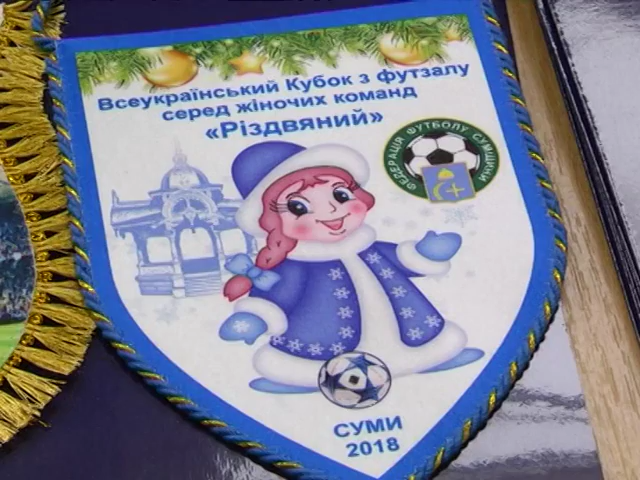 Всеукраїнський Кубок з футзалу
серед жіночих команд
«Різдвяний»
ФЕДЕРАЦІЯ ФУТБОЛУ СУМЩИНИ
СУМИ
2018